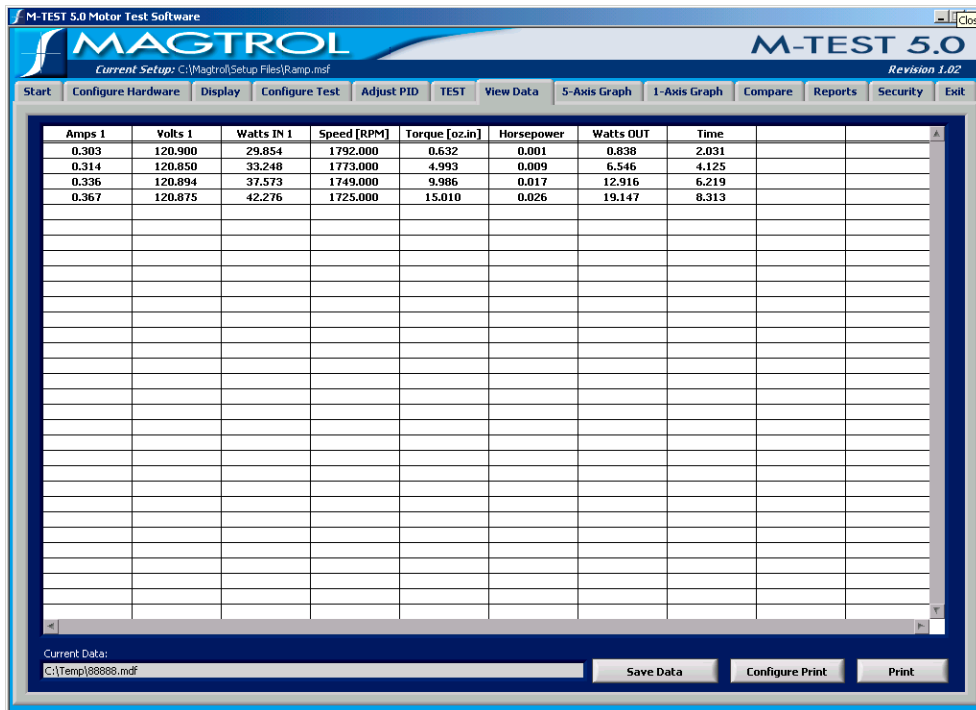 M-TEST 5.0 Motor Test Software
Clos
MAGTROL
M-TEST 5.0
Current Setup: C:\Magtrol\Setup Files\Ramp.msf
Revision 1.02
Start Configure Hardware Display Configure Test Adjust PID TEST View Data 5-Axis Graph 1-Axis Graph Compare Reports Security Exit
Amps 1 Volts 1 Watts IN 1 Speed [RPM] Torque [oz.in] Horsepower Watts OUT Time
0.303 120.900 29.854 1792.000 0.632 0.001 0.838 2.031
0.314 120.850 33.248 1773.000 4.993 0.009 6.546 4.125
0.336 120.894 37.573 1749.000 9.986 0.017 12.916 6.219
0.367 120.875 42.276 1725.000 15.010 0.026 19.147 8.313
Current Data:
C:\Temp\88888.mdf
Save Data Configure Print Print